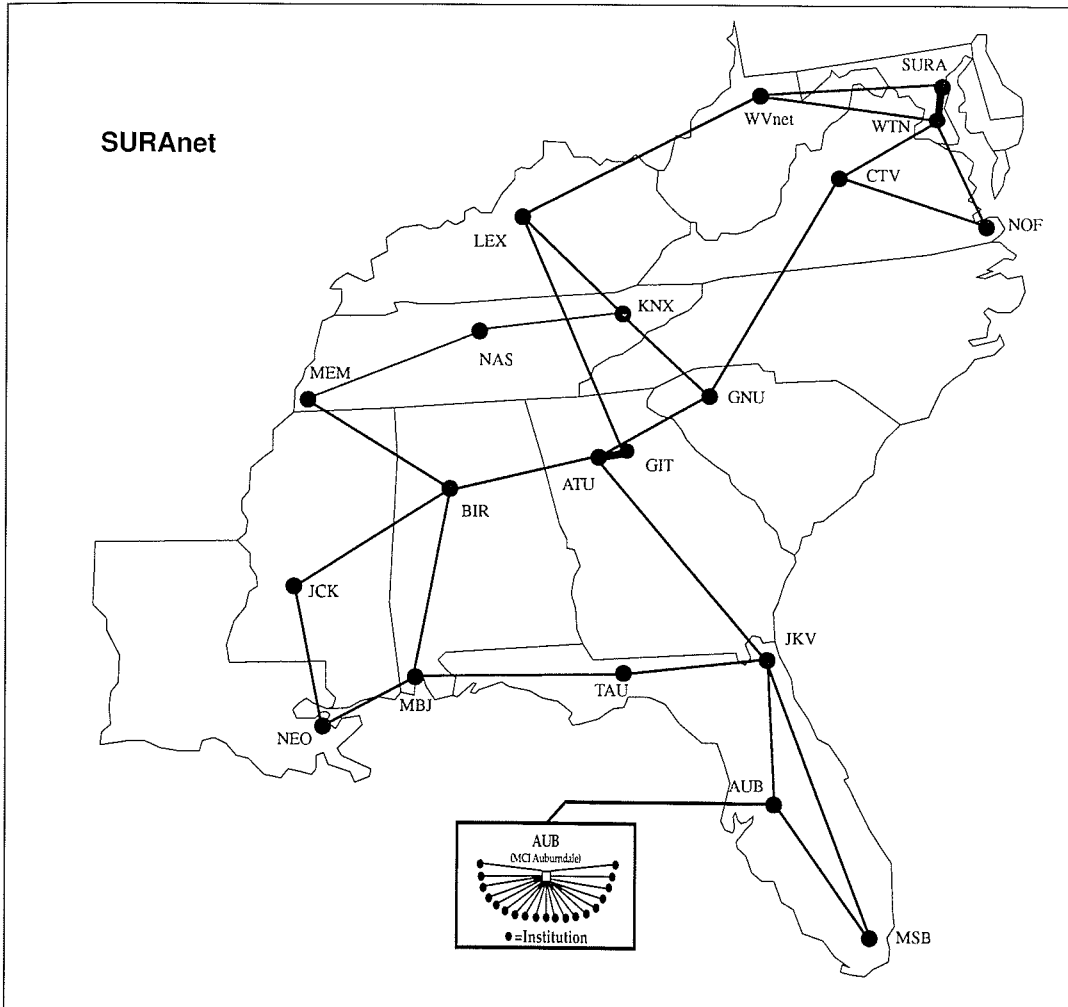 SURAnet
SURA
WVnet
WTN
CTV
NOF
LEX
KNX
NAS
MEM
GNU
GIT
ATU
BIR
JCK
JKV
TAU
MBJ
NEO
AUB
AUB
(MCI Auburndale)
=Institution
MSB